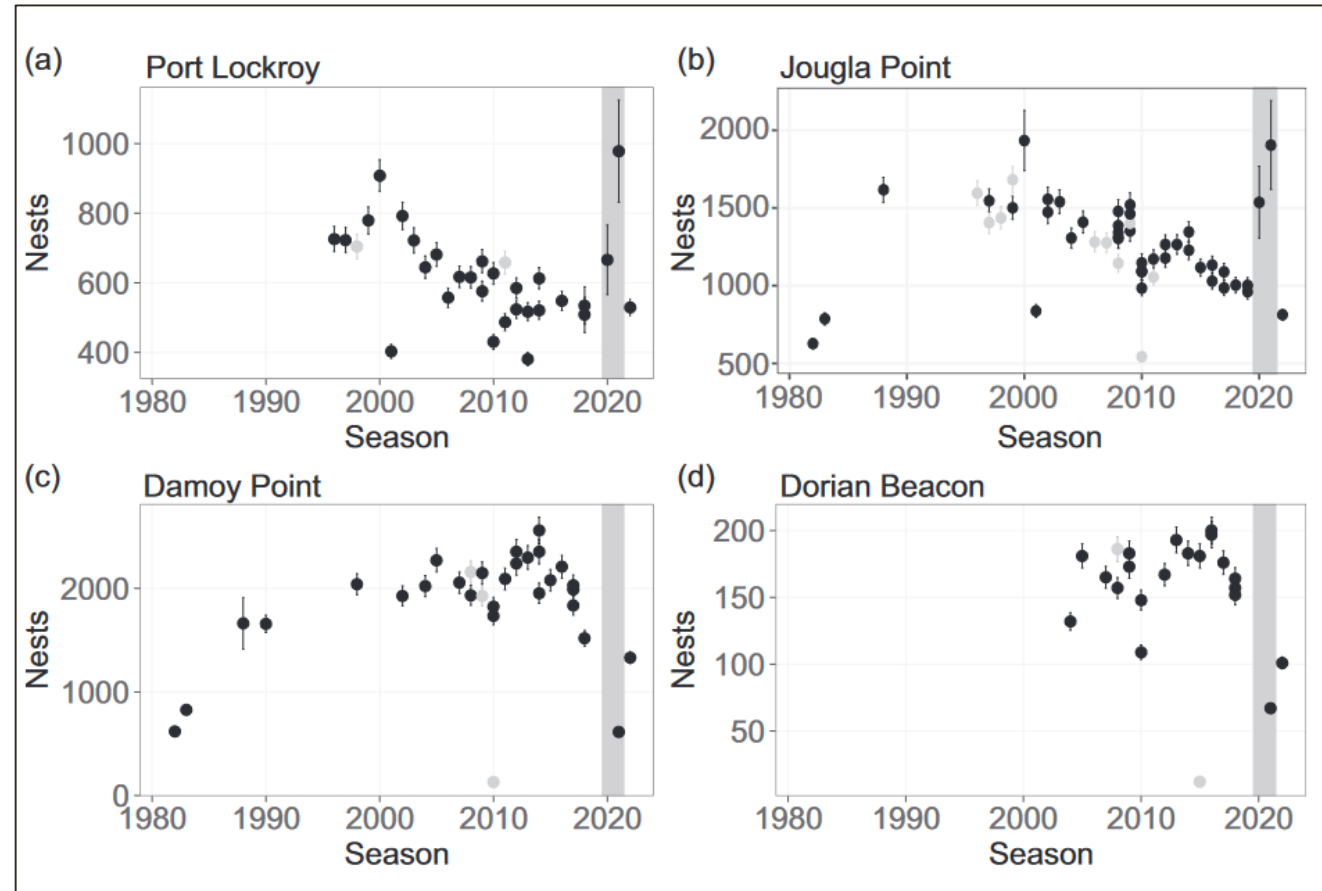 (a)
Port Lockroy
1000
800
600
400
Nests
1980 1990 2000 2010 2020
Season
(b)
Jougla Point
2000
1500
1000
500
Nests
1980 1990 2000 2010 2020
Season
(c)
Damoy Point
2000
1000
0
Nests
1980 1990 2000 2010 2020
Season
(d)
Dorian Beacon
200
150
100
50
Nests
1980 1990 2000 2010 2020
Season